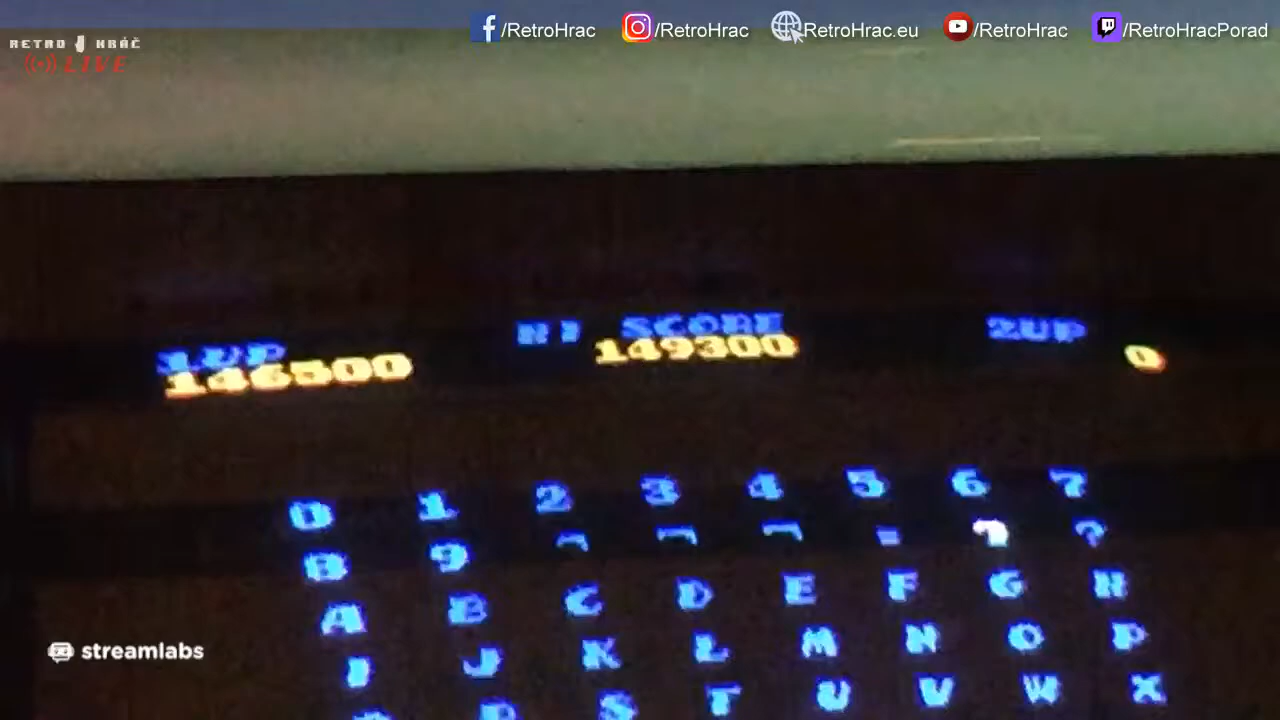 /RetroHrac /RetroHrac RetroHrac.eu /RetroHrac /RetroHracPorad
RETRO HRÁČ
LIVE
1UP HI SCORE 2UP
146500 149300 0
0 1 2 3 4 5 6 7
8 9 = ?
A B C D E F G H
I J K L M N O P
S T U V W X
streamlabs